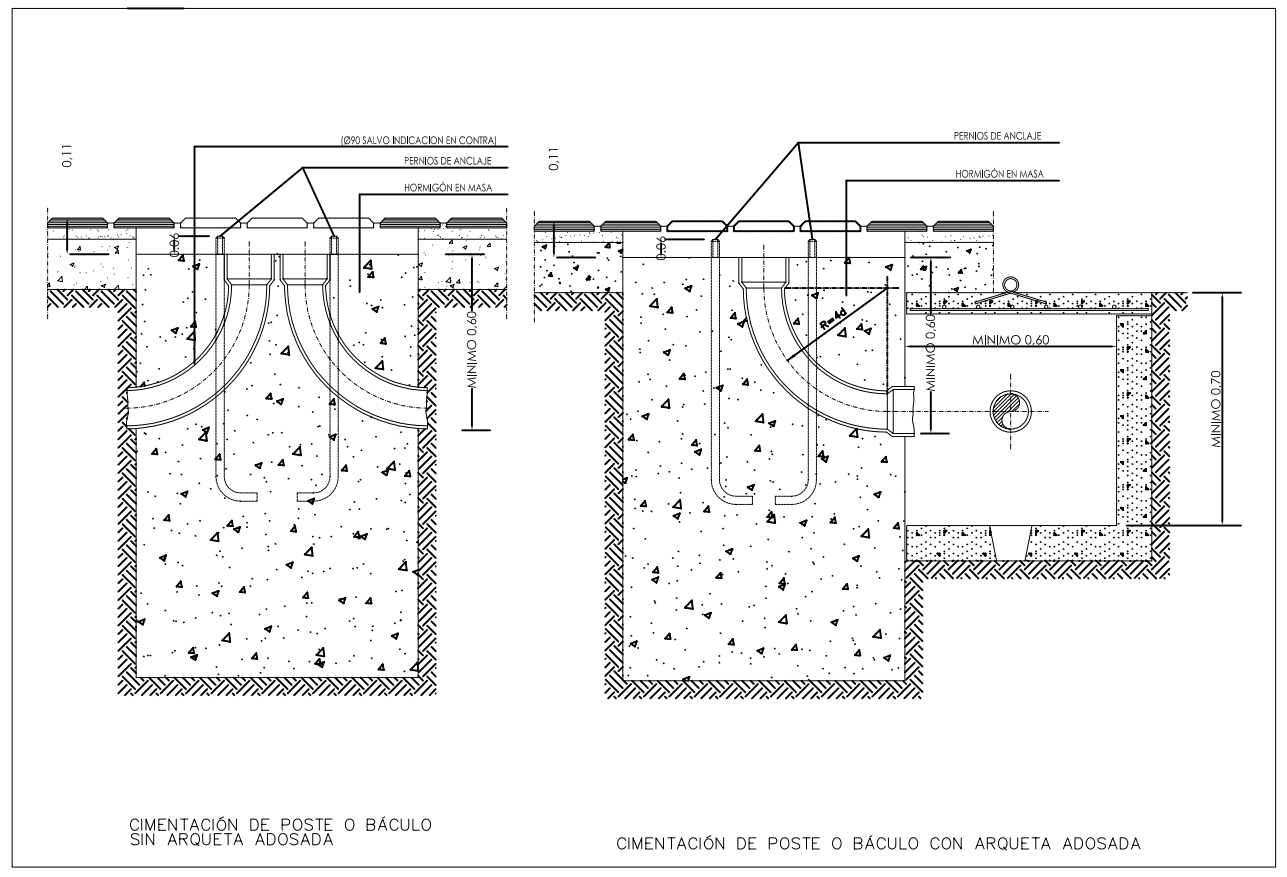 0,11
(Ø90 SALVO INDICACION EN CONTRA)
PERNIOS DE ANCLAJE
HORMIGÓN EN MASA
0,06
MINIMO 0,60
CIMENTACIÓN DE POSTE O BÁCULO
SIN ARQUETA ADOSADA
0,11
PERNIOS DE ANCLAJE
HORMIGÓN EN MASA
0,06
R=4d
MINIMO 0,60
MINIMO 0,60
MINIMO 0,70
CIMENTACIÓN DE POSTE O BÁCULO CON ARQUETA ADOSADA